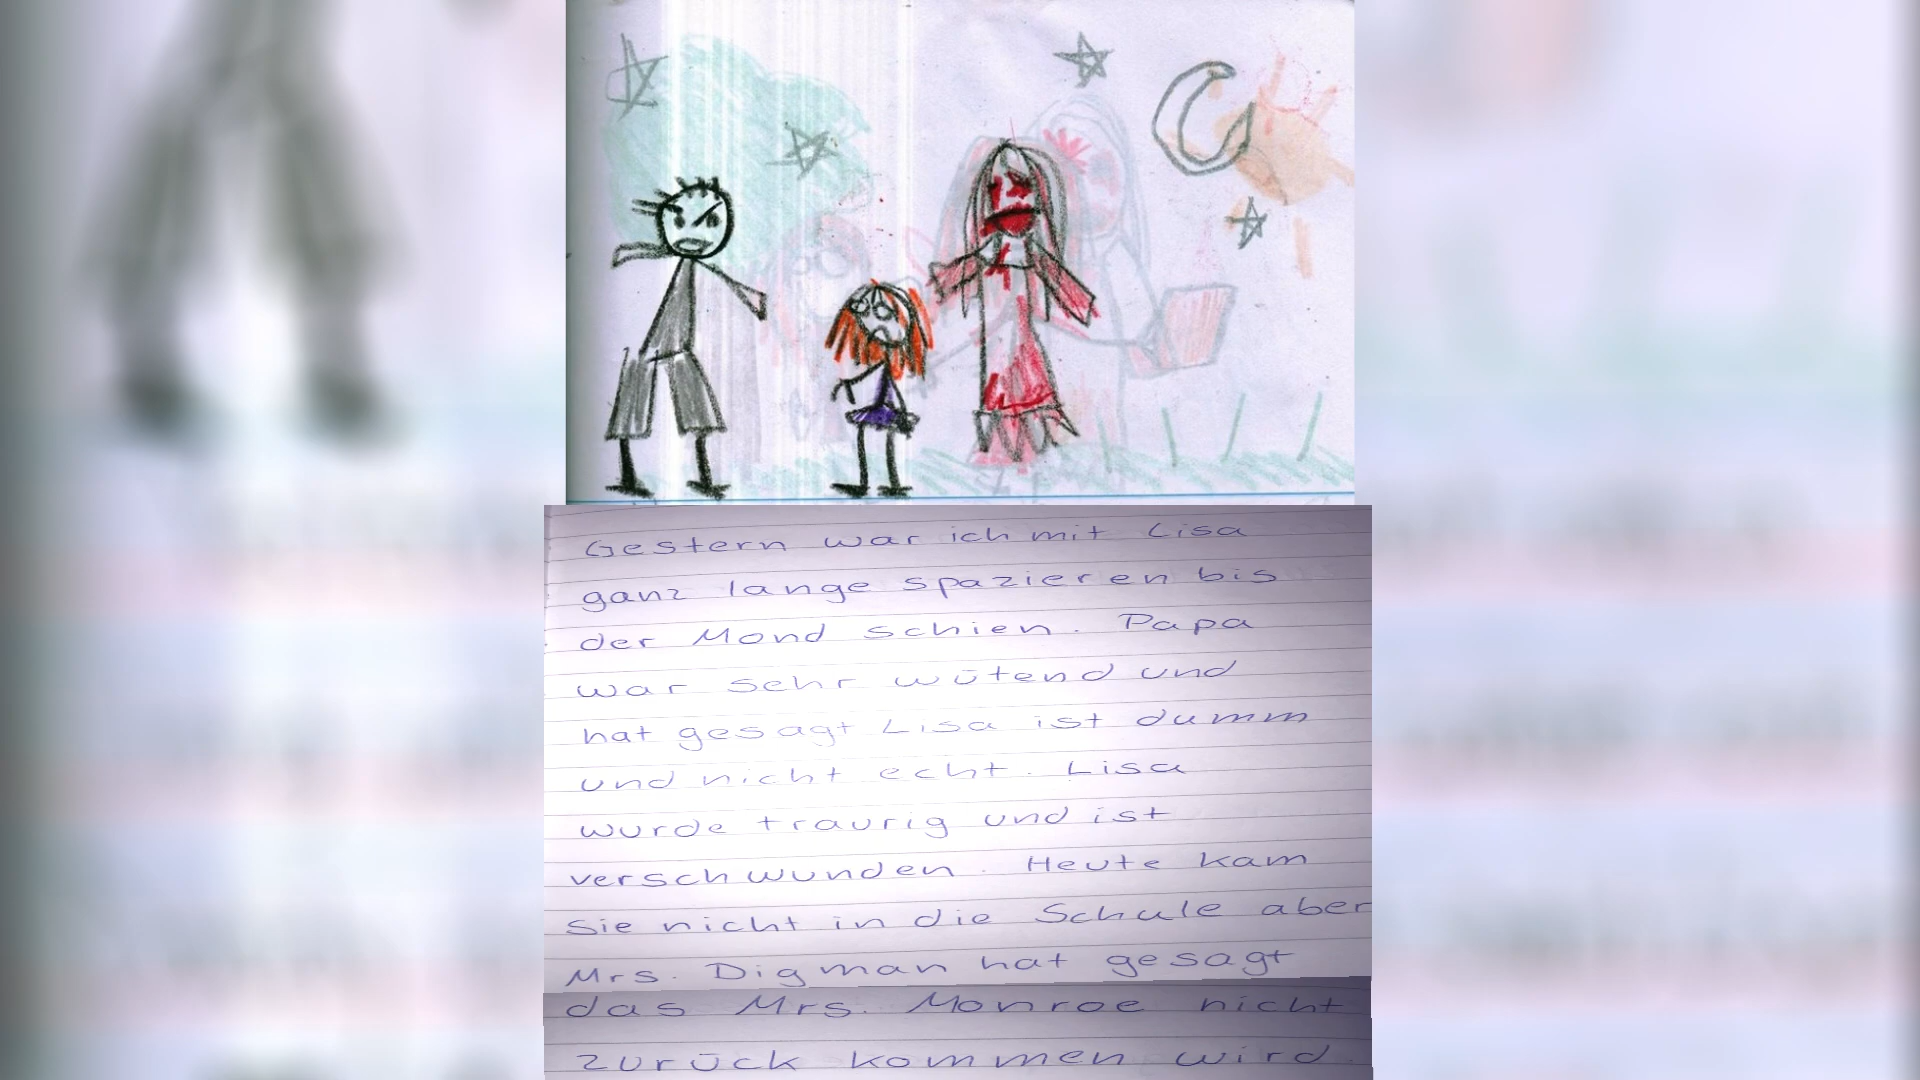 Gestern war ich mit Lisa
ganz lange spazieren bis
der Mond schien. Papa
war sehr wütend und
hat gesagt Lisa ist dumm
und nicht echt. Lisa
wurde traurig und ist
verschwunden. Heute kam
Sie nicht in die Schule aber
Mrs. Digman hat gesagt
das Mrs. Monroe nicht
zurück kommen wird.